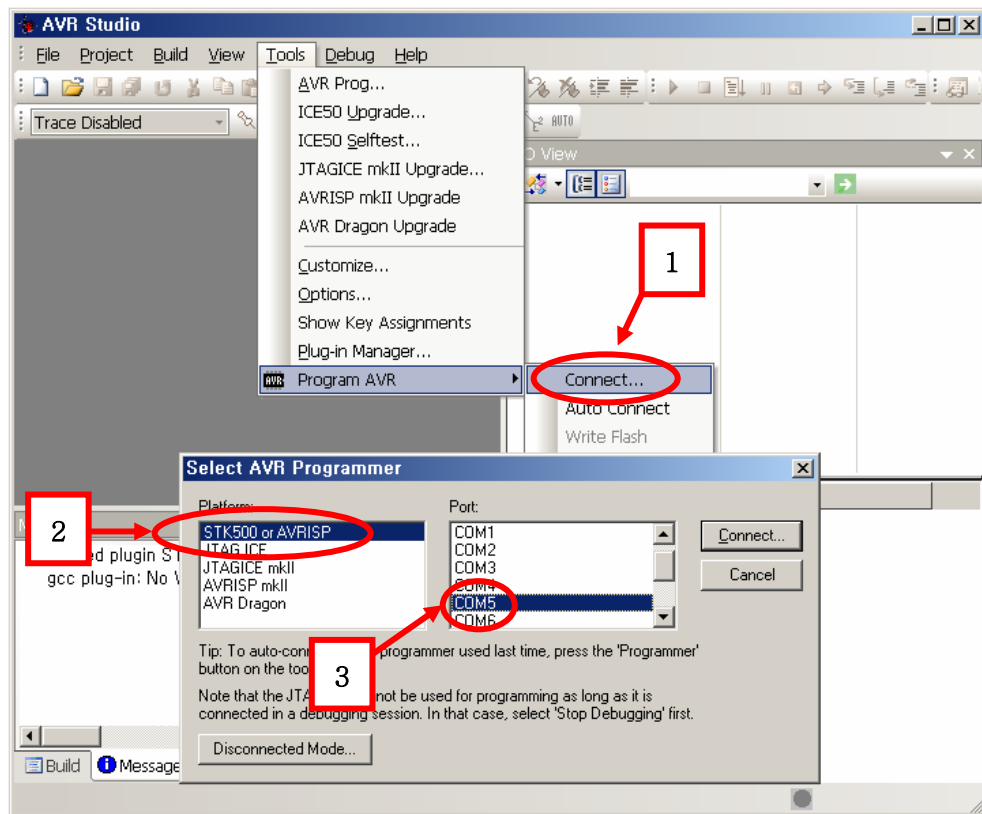 AVR Studio
File Project Build View Tools Debug Help
Trace Disabled
AUTO
AVR Prog...
ICE50 Upgrade...
ICE50 Selftest...
JTAGICE mkII Upgrade...
AVRISP mkII Upgrade
AVR Dragon Upgrade
Customize...
Options...
Show Key Assignments
Plug-in Manager...
AVR Program AVR
View
1
Connect...
Auto Connect
Write Flash
Select AVR Programmer
Platform:
STK500 or AVRISP
JTAG ICE
JTAGICE mkII
AVRISP mkII
AVR Dragon
Port:
COM1
COM2
COM3
COM4
COM5
COM6
Connect...
Cancel
2
3
plugin
gcc plug-in: No
Tip: To programmer used last time, press the 'Programmer'
button on the
Note that the not be used for programming as long as it is
connected in a debugging session. In that case, select 'Stop Debugging' first.
Disconnected Mode...
Build Message